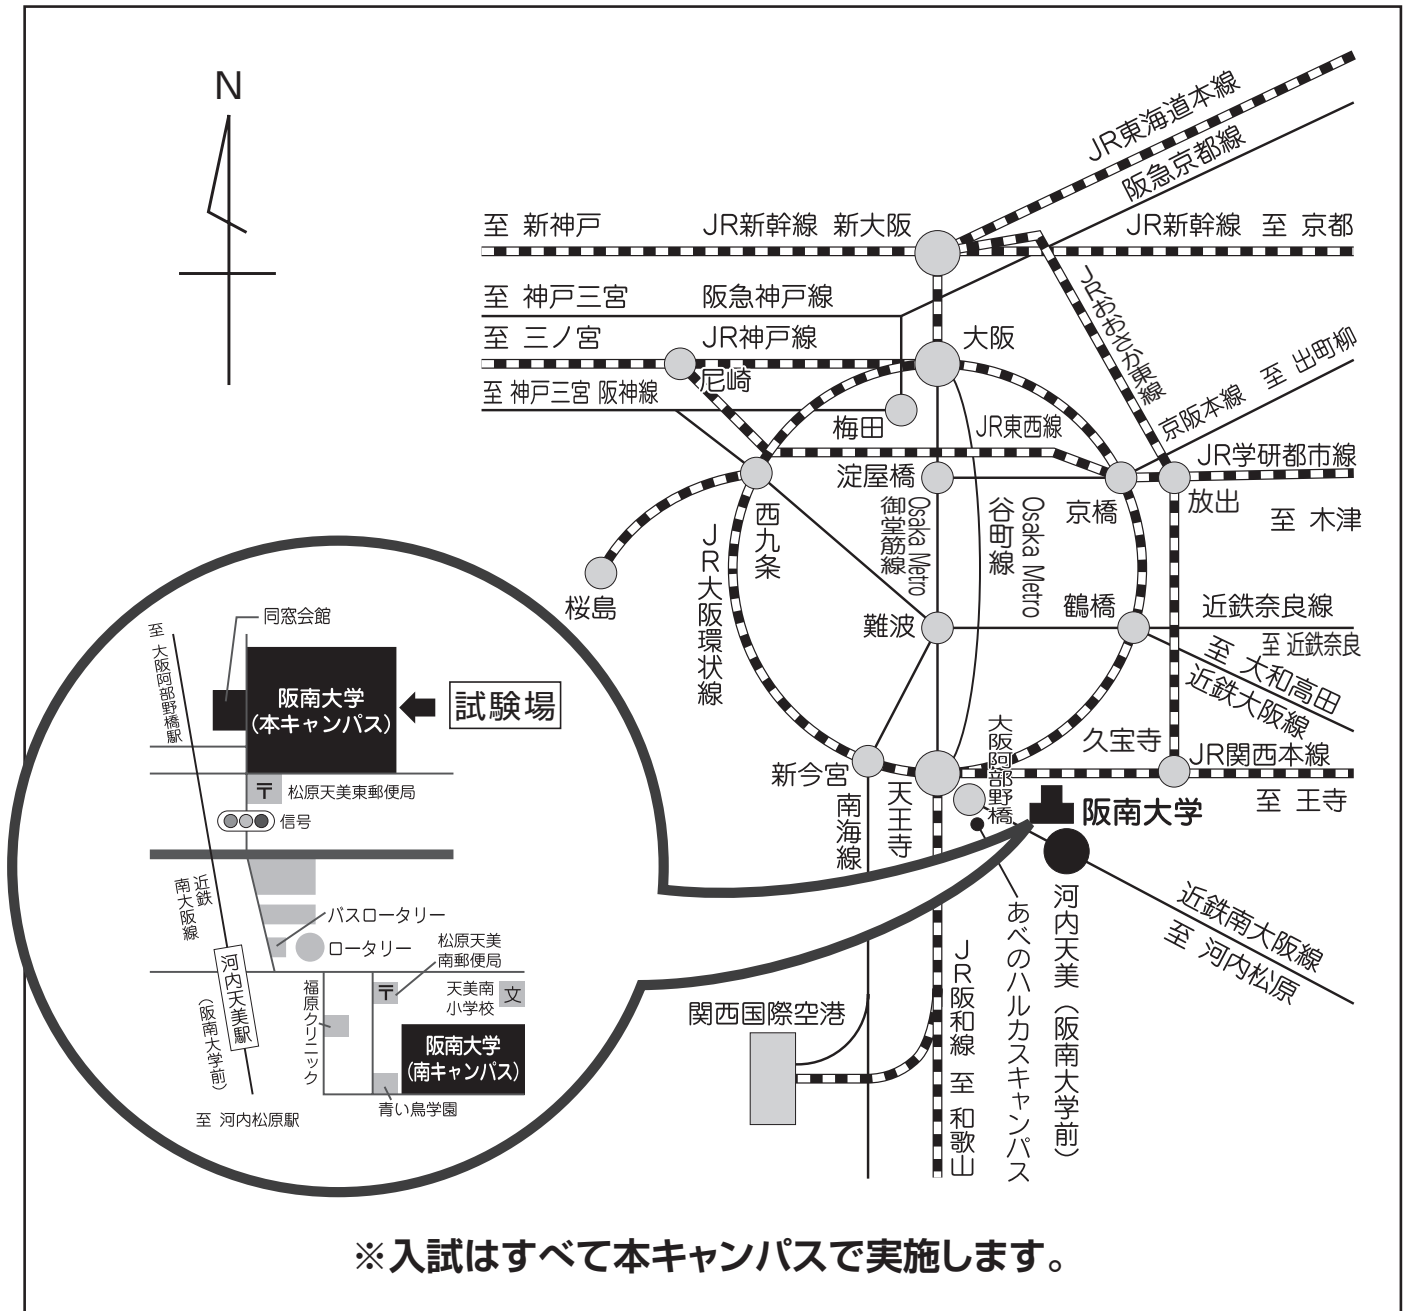 N
JR東海道本線
阪急京都線
至 新神戸
JR新幹線
新大阪
JR新幹線
至 京都
至 神戸三宮
阪急神戸線
至 三ノ宮
JR神戸線
大阪
尼崎
至 神戸三宮 阪神線
梅田
JRおおさか東線
至 出町柳
京阪本線
JR東西線
JR学研都市線
淀屋橋
京橋
放出
至 木津
西九条
桜島
JR大阪環状線
Osaka Metro
御堂筋線
Osaka Metro
谷町線
難波
鶴橋
近鉄奈良線
至 近鉄奈良
至 大和高田
近鉄大阪線
久宝寺
JR関西本線
至 王寺
新今宮
南海線
天王寺
大阪阿部野橋
阪南大学
河内天美(阪南大学前)
あべのハルカスキャンパス
近鉄南大阪線
至 河内松原
JR阪和線 至 和歌山
関西国際空港
同窓会館
至 大阪阿部野橋駅
阪南大学
(本キャンパス)
試験場
〒
松原天美東郵便局
信号
近鉄
南大阪線
バスロータリー
ロータリー
松原天美
南郵便局
〒
河内天美駅
(阪南大学前)
福原クリニック
天美南
小学校
文
阪南大学
(南キャンパス)
青い鳥学園
至 河内松原駅
※入試はすべて本キャンパスで実施します。